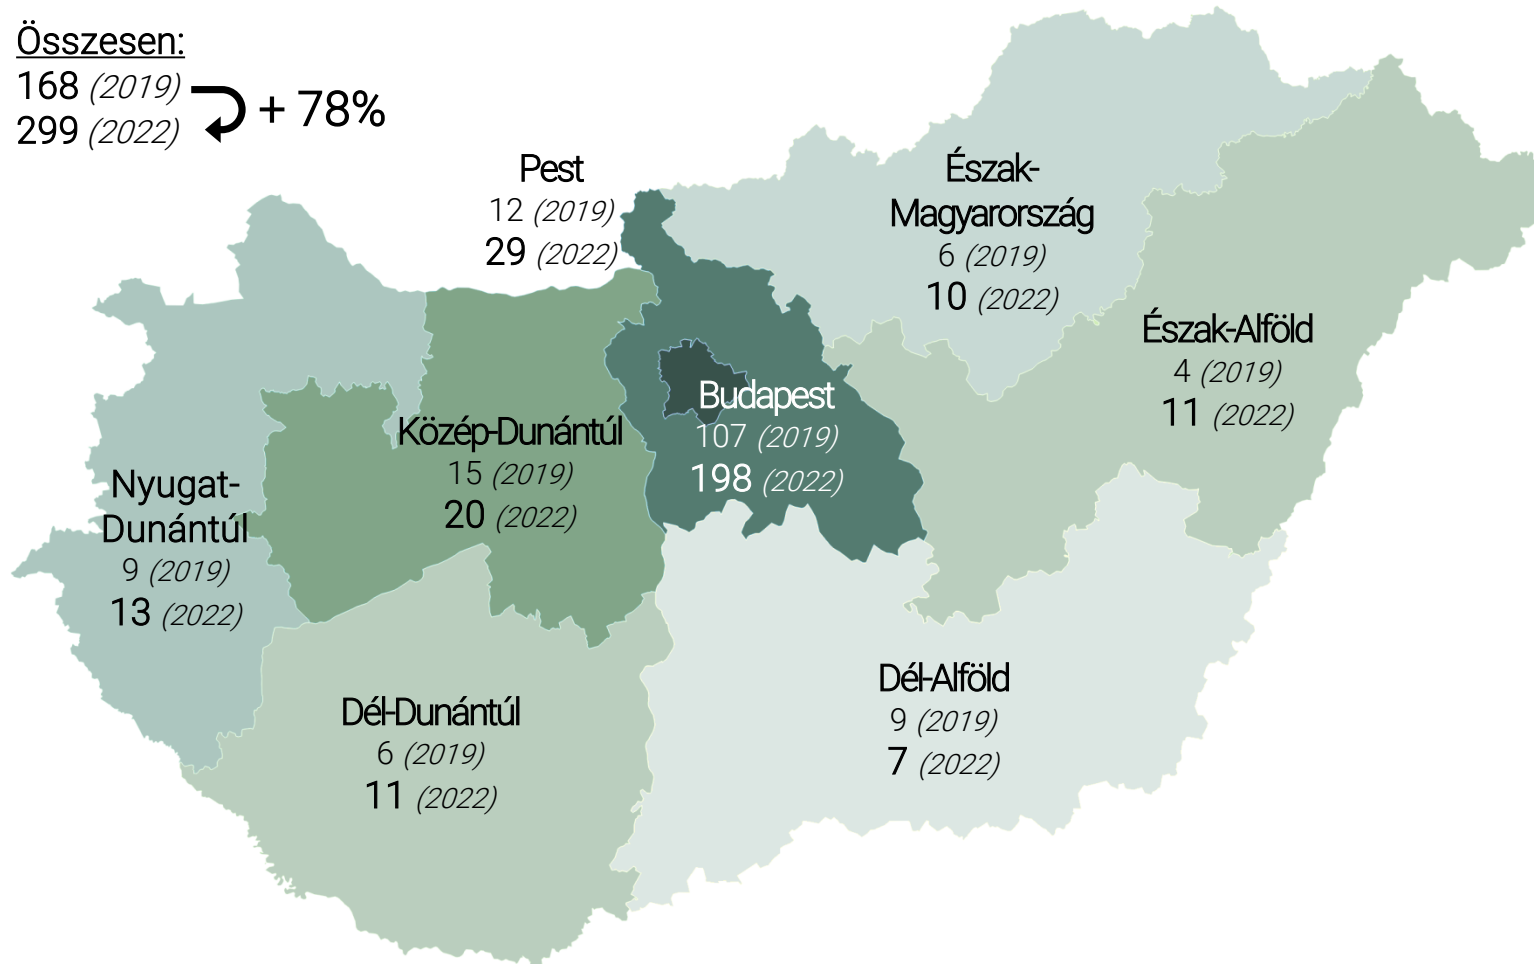 Összesen:
168 (2019)
299 (2022)
+ 78%
Pest
12 (2019)
29 (2022)
Észak-
Magyarország
6 (2019)
10 (2022)
Észak-Alföld
4 (2019)
11 (2022)
Budapest
107 (2019)
198 (2022)
Közép-Dunántúl
15 (2019)
20 (2022)
Nyugat-
Dunántúl
9 (2019)
13 (2022)
Dél-Dunántúl
6 (2019)
11 (2022)
Dél-Alföld
9 (2019)
7 (2022)